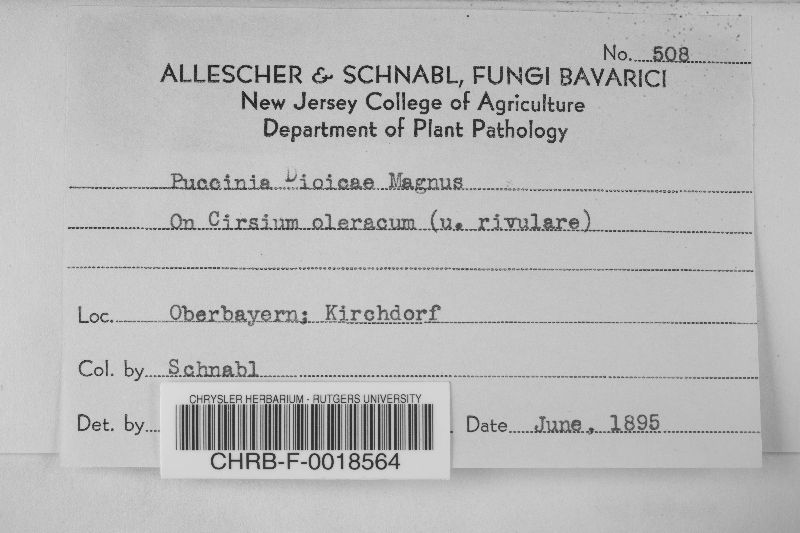 No. 508
ALLESCHER & SCHNABL, FUNGI BAVARICI
New Jersey College of Agriculture
Department of Plant Pathology
Puccinia Dioicae Magnus
On Cirsium oleracum (u. rivulare)
Loc. Oberbayern; Kirchdorf
Col. by Schnabl
Det. by Date June, 1895
CHRYSLER HERBARIUM - RUTGERS UNIVERSITY
CHRB-F-0018564